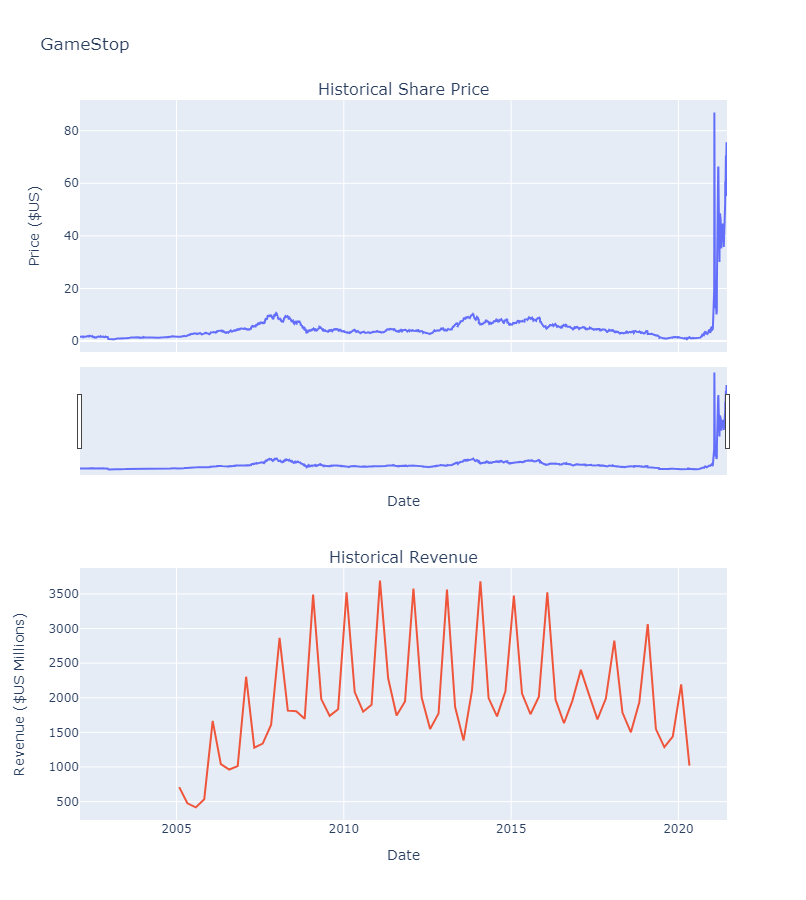 GameStop
Historical Share Price
Price ($US)
80
60
40
20
0
Date
Historical Revenue
Revenue ($US Millions)
3500
3000
2500
2000
1500
1000
500
2005 2010 2015 2020
Date